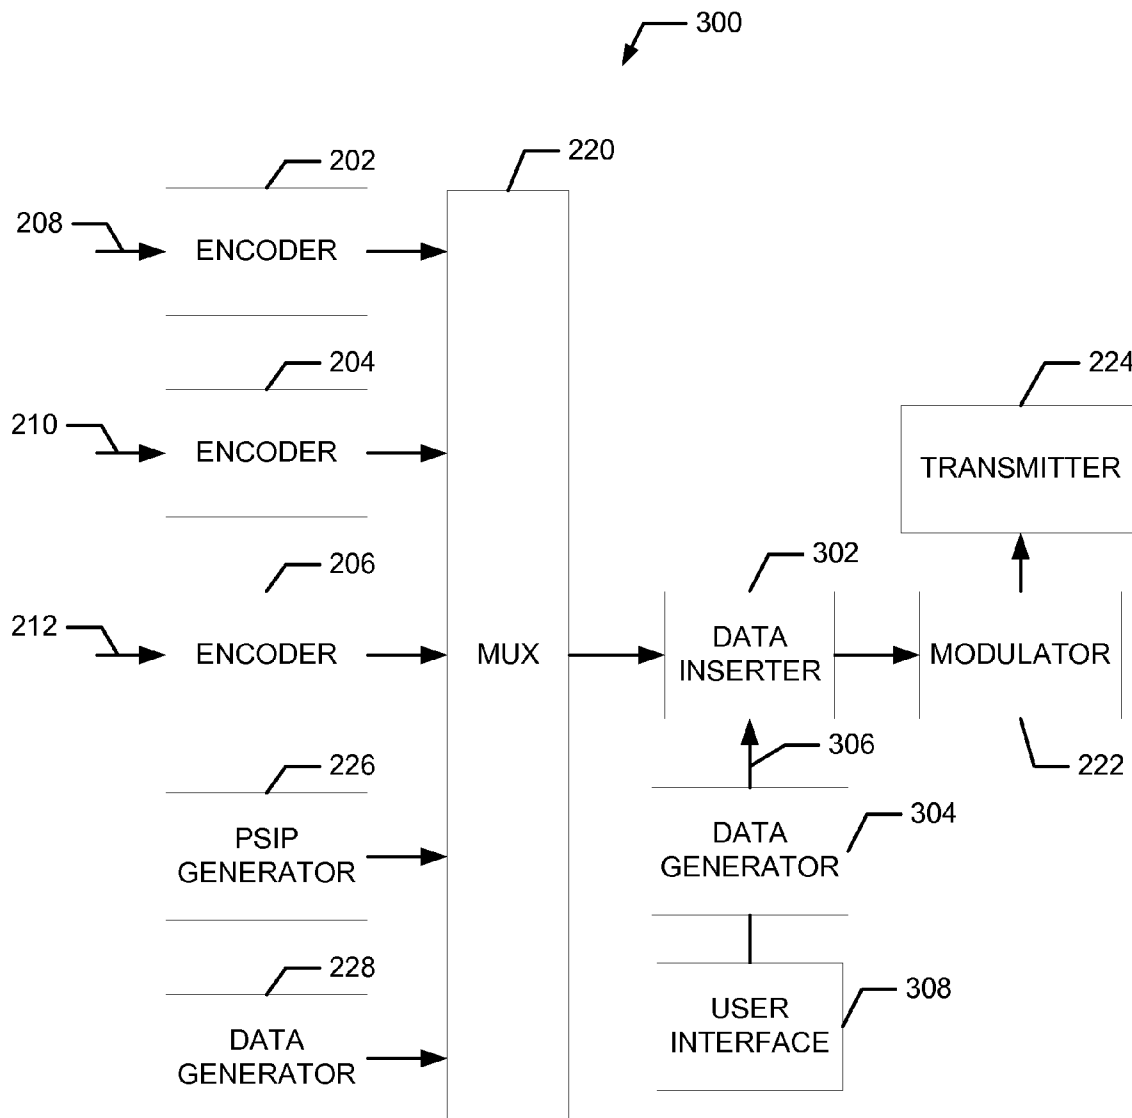 300
202
220
208
ENCODER
204
224
210
ENCODER
TRANSMITTER
206
302
212
ENCODER
MUX
DATA
INSERTER
MODULATOR
226
306
222
PSIP
GENERATOR
DATA
GENERATOR
304
228
DATA
GENERATOR
USER
INTERFACE
308